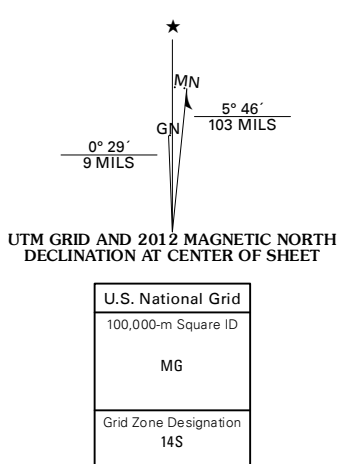 ★
MN
GN
5° 46´
103 MILS
0° 29´
9 MILS
UTM GRID AND 2012 MAGNETIC NORTH
DECLINATION AT CENTER OF SHEET
U.S. National Grid
100,000-m Square ID
MG
Grid Zone Designation
14S